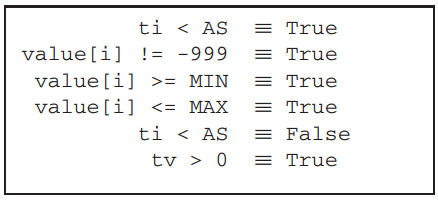 ti < AS ≡ True
value[i] != -999 ≡ True
value[i] >= MIN ≡ True
value[i] <= MAX ≡ True
ti < AS ≡ False
tv > 0 ≡ True